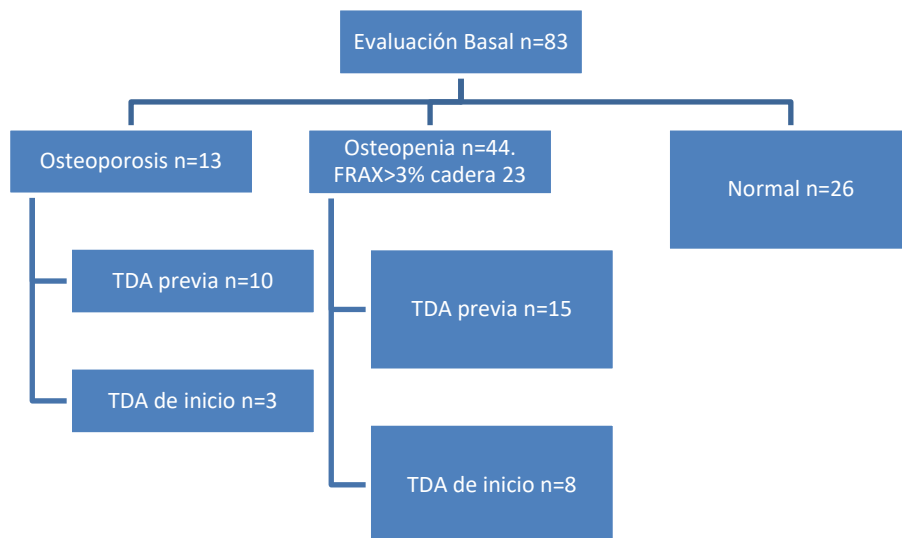 Evaluación Basal n=83
Osteoporosis n=13
Osteopenia n=44.
FRAX>3% cadera 23
Normal n=26
TDA previa n=10
TDA previa n=15
TDA de inicio n=3
TDA de inicio n=8